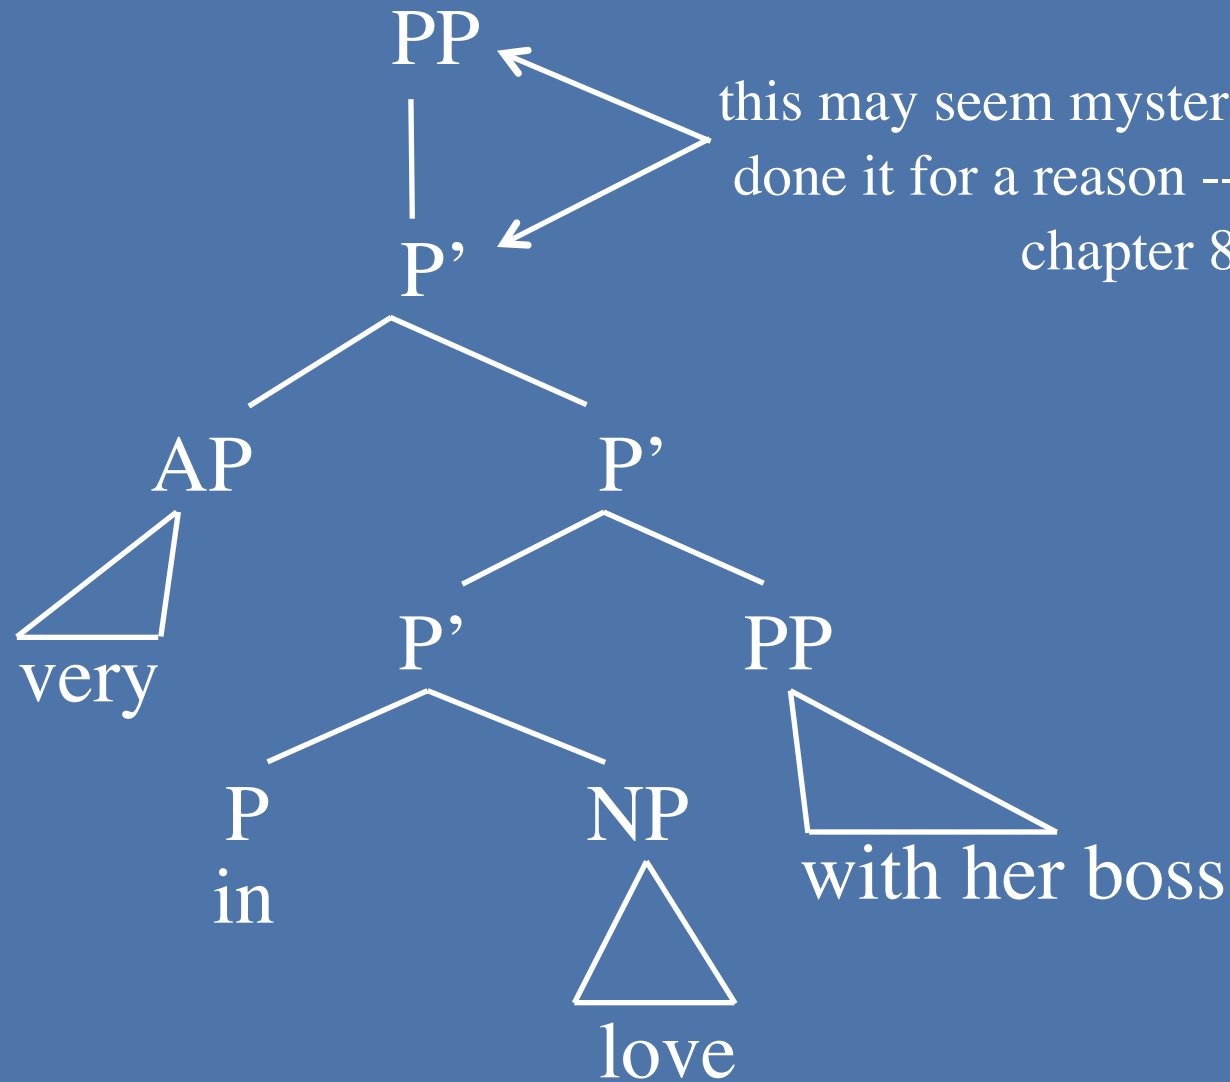 PP
this may seem myster
done it for a reason --
chapter 8
P’
AP P’
very
P’ PP
P NP
in
with her boss
love